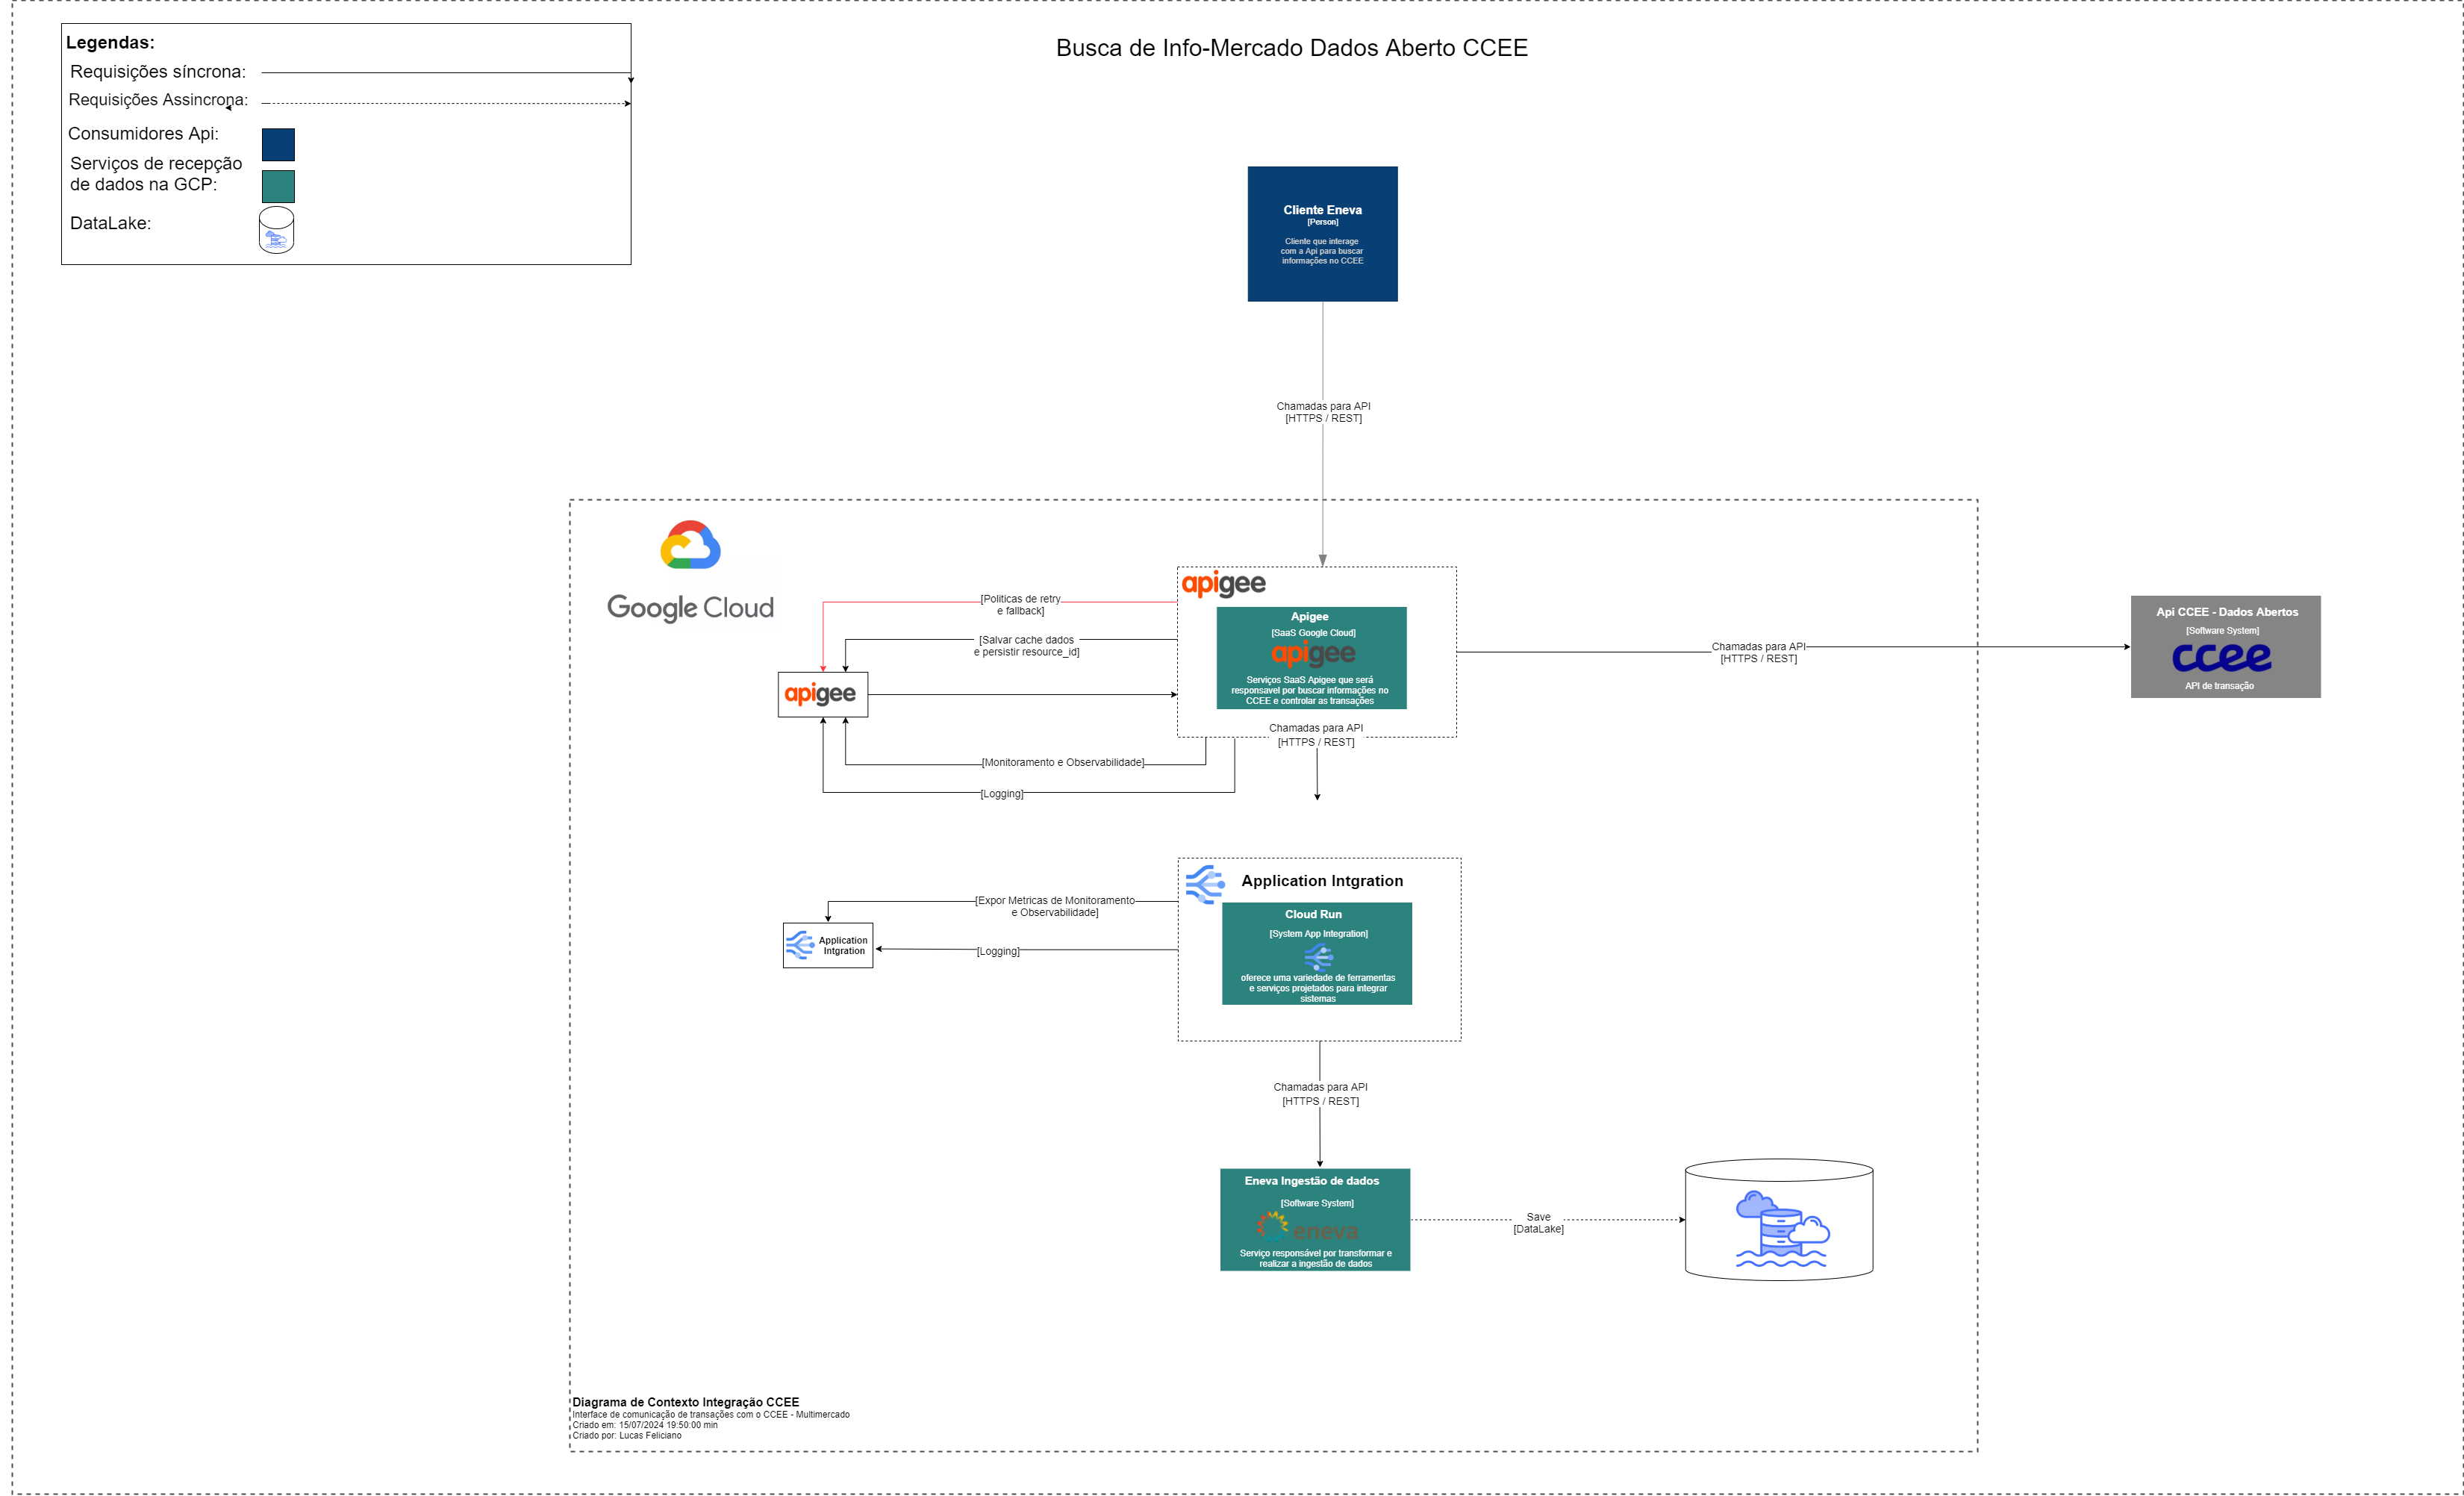 Busca de Info-Mercado Dados Aberto CCEE
Legendas:
Requisições síncrona:
Requisições Assincrona:
Consumidores Api:
Serviços de recepção
de dados na GCP:
DataLake:
Cliente Eneva
[Person]
Cliente que interage
com a Api para buscar
informações no CCEE
Chamadas para API
[HTTPS / REST]
Google Cloud
apigee
Apigee
[SaaS Google Cloud]
apigee
Serviços SaaS Apigee que será
responsavel por buscar informações no
CCEE e controlar as transações
[Politicas de retry
e fallback]
[Salvar cache dados
e persistir resource_id]
apigee
[Monitoramento e Observabilidade]
[Logging]
Chamadas para API
[HTTPS / REST]
Chamadas para API
[HTTPS / REST]
Api CCEE - Dados Abertos
[Software System]
ccee
API de transação
Application Intgration
Cloud Run
[System App Integration]
oferece uma variedade de ferramentas
e serviços projetados para integrar
sistemas
[Expor Metricas de Monitoramento
e Observabilidade]
[Logging]
Application
Intgration
Chamadas para API
[HTTPS / REST]
Eneva Ingestão de dados
[Software System]
eneva
Serviço responsável por transformar e
realizar a ingestão de dados
Save
[DataLake]
Diagrama de Contexto Integração CCEE
Interface de comunicação de transações com o CCEE - Multimercado
Criado em: 15/07/2024 19:50:00 min
Criado por: Lucas Feliciano